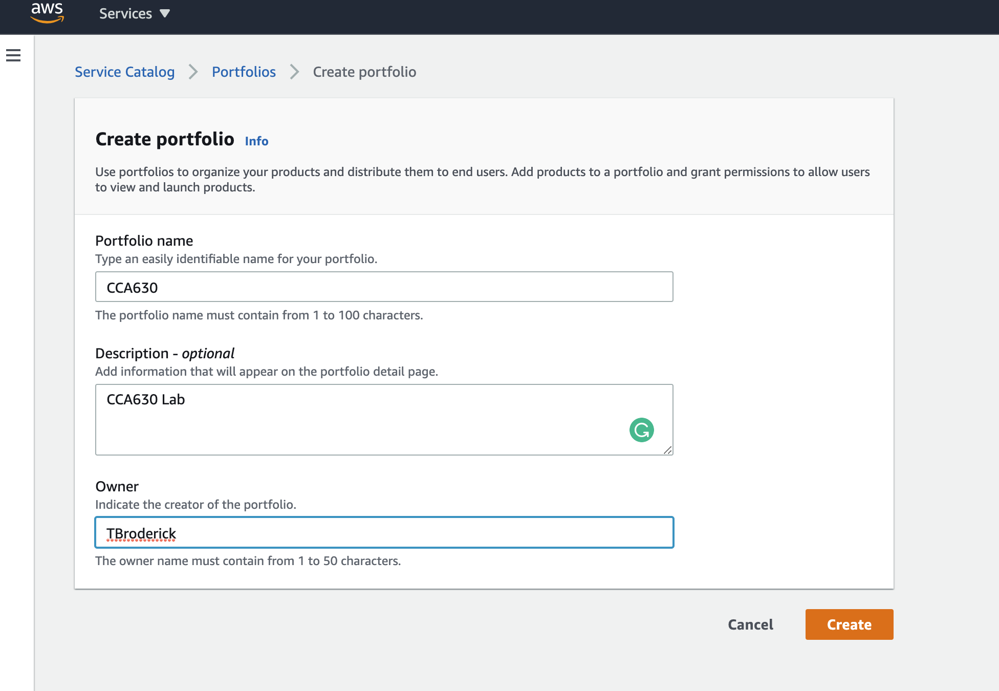 aws
Services
Service Catalog
Portfolios
Create portfolio
Create portfolio Info
Use portfolios to organize your products and distribute them to end users. Add products to a portfolio and grant permissions to allow users
to view and launch products.
Portfolio name
Type an easily identifiable name for your portfolio.
CCA630
The portfolio name must contain from 1 to 100 characters.
Description - optional
Add information that will appear on the portfolio detail page.
CCA630 Lab
Owner
Indicate the creator of the portfolio.
TBroderick
The owner name must contain from 1 to 50 characters.
Cancel
Create